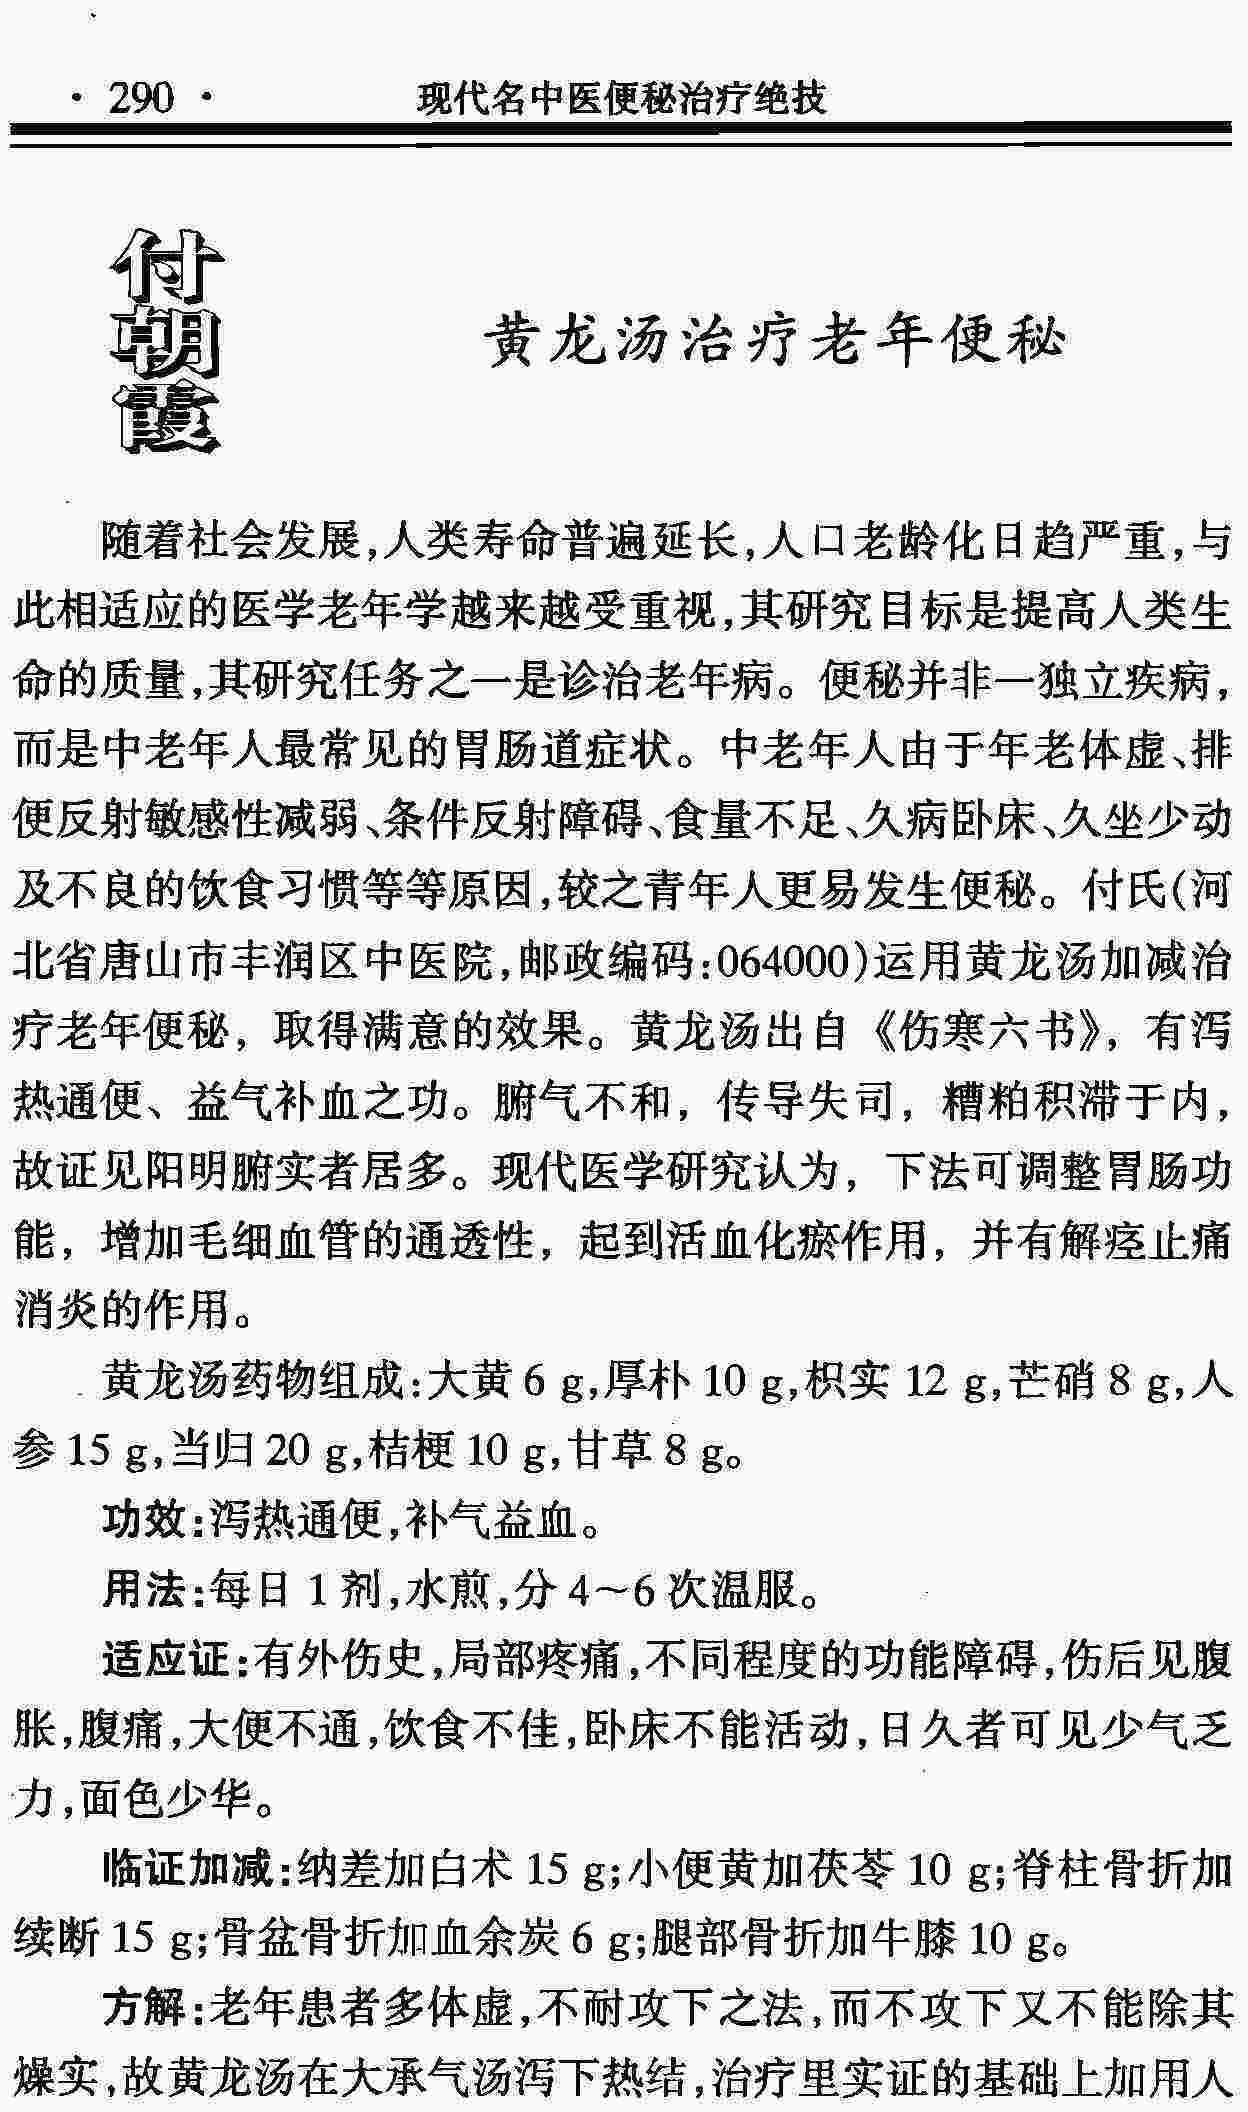 · 290 ·
现代名中医便秘治疗绝技
付朝霞
黄龙汤治疗老年便秘
随着社会发展,人类寿命普遍延长,人口老龄化日趋严重,与
此相适应的医学老年学越来越受重视,其研究目标是提高人类生
命的质量,其研究任务之一是诊治老年病。便秘并非一独立疾病,
而是中老年人最常见的胃肠道症状。中老年人由于年老体虚、排
便反射敏感性减弱、条件反射障碍、食量不足、久病卧床、久坐少动
及不良的饮食习惯等等原因,较之青年人更易发生便秘。付氏(河
北省唐山市丰润区中医院,邮政编码:064000)运用黄龙汤加减治
疗老年便秘，取得满意的效果。黄龙汤出自《伤寒六书》，有泻
热通便、益气补血之功。腑气不和，传导失司，糟粕积滞于内，
故证见阳明腑实者居多。现代医学研究认为，下法可调整胃肠功
能，增加毛细血管的通透性，起到活血化瘀作用，并有解痉止痛
消炎的作用。
黄龙汤药物组成:大黄 6 g,厚朴 10 g,枳实 12 g,芒硝 8 g,人
参 15 g,当归 20 g,桔梗 10 g,甘草 8 g。
功效:泻热通便,补气益血。
用法:每日 1 剂,水煎,分 4～6 次温服。
适应证:有外伤史,局部疼痛,不同程度的功能障碍,伤后见腹
胀,腹痛,大便不通,饮食不佳,卧床不能活动,日久者可见少气乏
力,面色少华。
临证加减:纳差加白术 15 g;小便黄加茯苓 10 g;脊柱骨折加
续断 15 g;骨盆骨折加血余炭 6 g;腿部骨折加牛膝 10 g。
方解:老年患者多体虚,不耐攻下之法,而不攻下又不能除其
燥实,故黄龙汤在大承气汤泻下热结,治疗里实证的基础上加用人